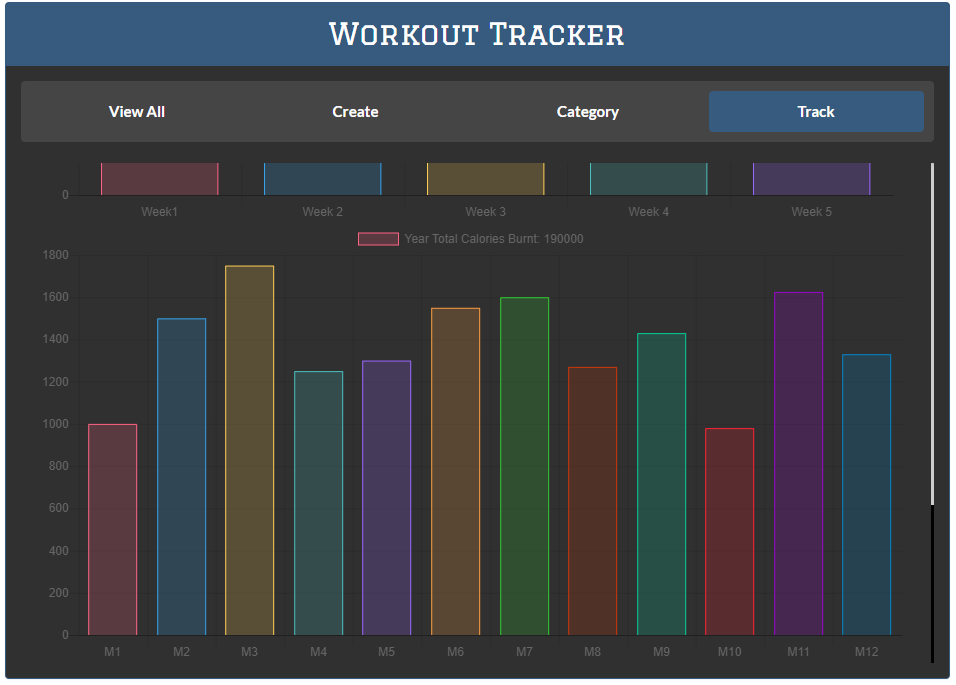 Workout Tracker
View All Create Category Track
0
Week1 Week 2 Week 3 Week 4 Week 5
Year Total Calories Burnt: 190000
1800
1600
1400
1200
1000
800
600
400
200
0
M1 M2 M3 M4 M5 M6 M7 M8 M9 M10 M11 M12